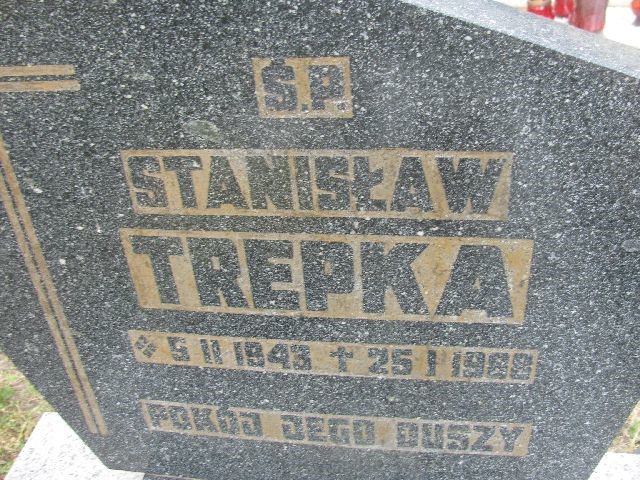 Ś.P.
STANISŁAW
TREPKA
* 5 II 1943 † 25 I 1988
POKÓJ JEGO DUSZY